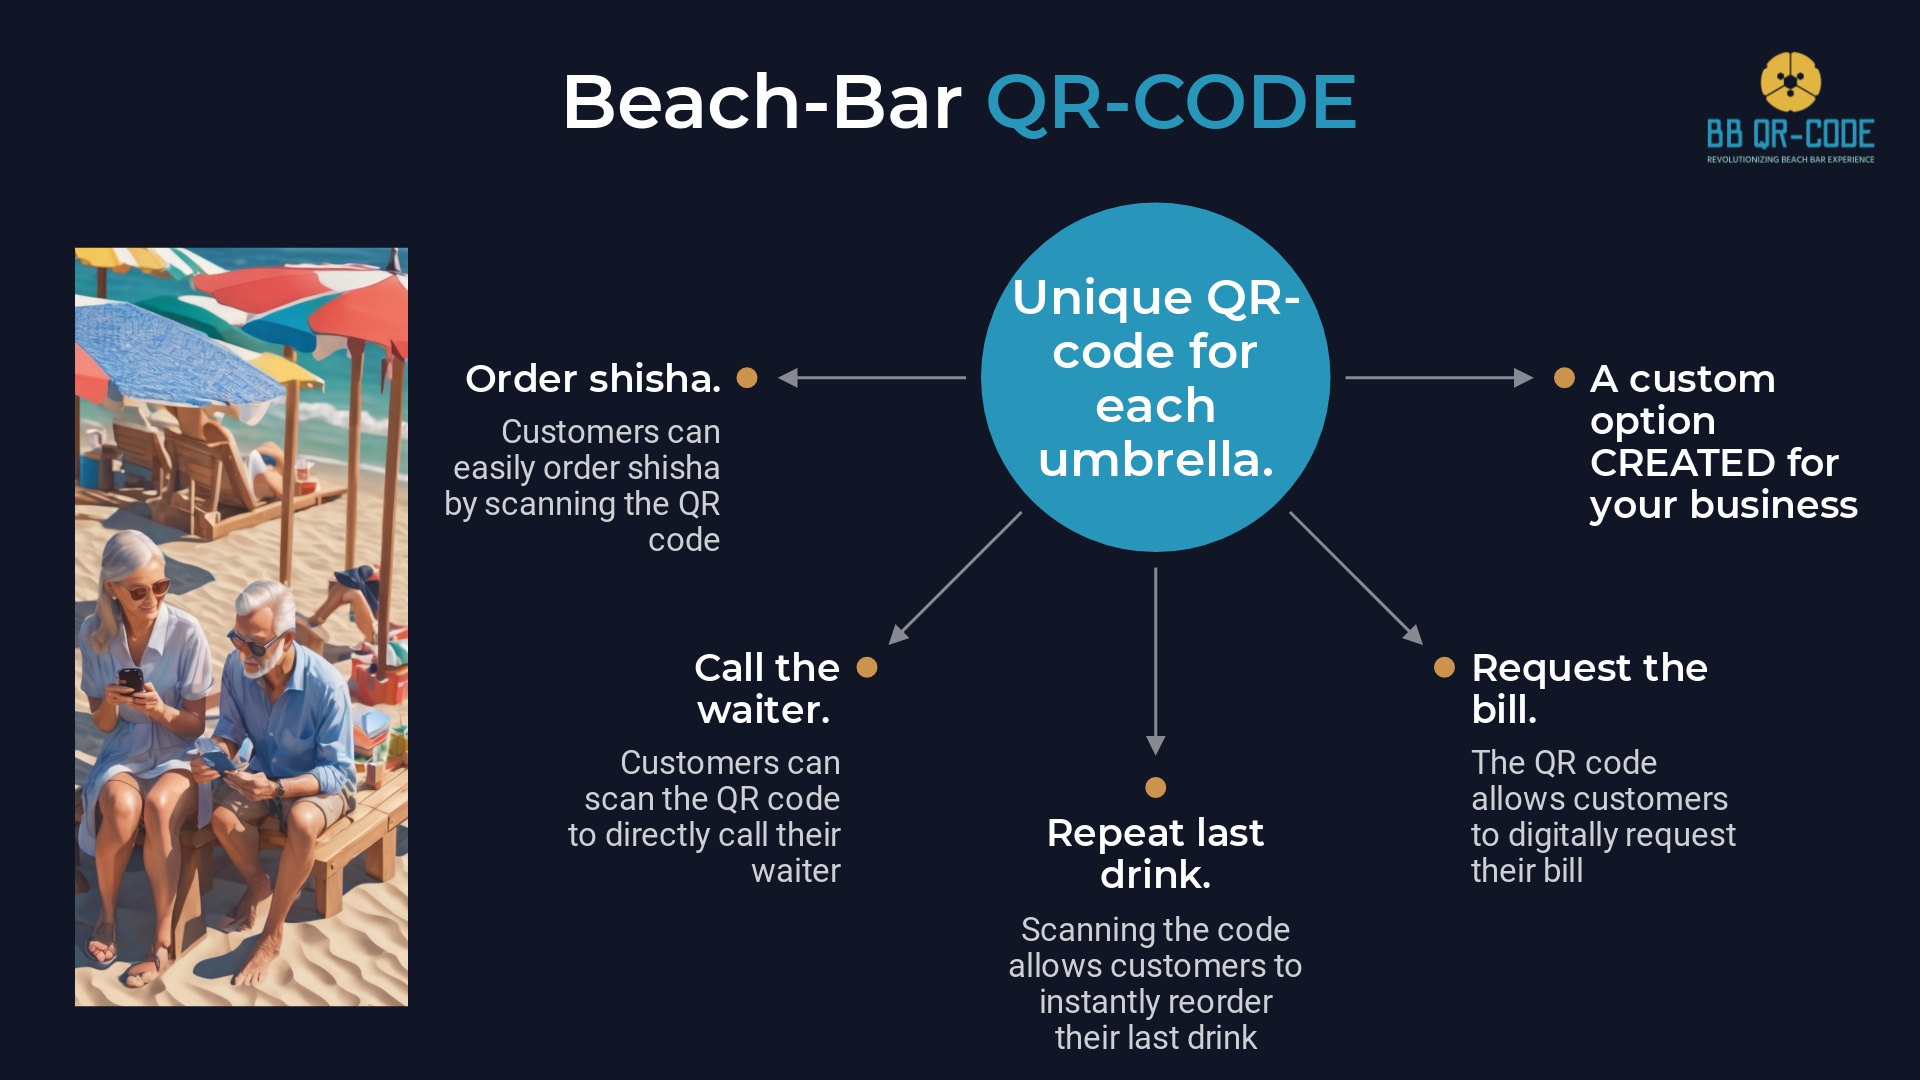 Beach-Bar QR-CODE
BB QR-CODE
REVOLUTIONIZING BEACH BAR EXPERIENCE
Unique QR-
code for
each
umbrella.
Order shisha.
Customers can
easily order shisha
by scanning the QR
code
A custom
option
CREATED for
your business
Call the
waiter.
Customers can
scan the QR code
to directly call their
waiter
Repeat last
drink.
Scanning the code
allows customers to
instantly reorder
their last drink
Request the
bill.
The QR code
allows customers
to digitally request
their bill